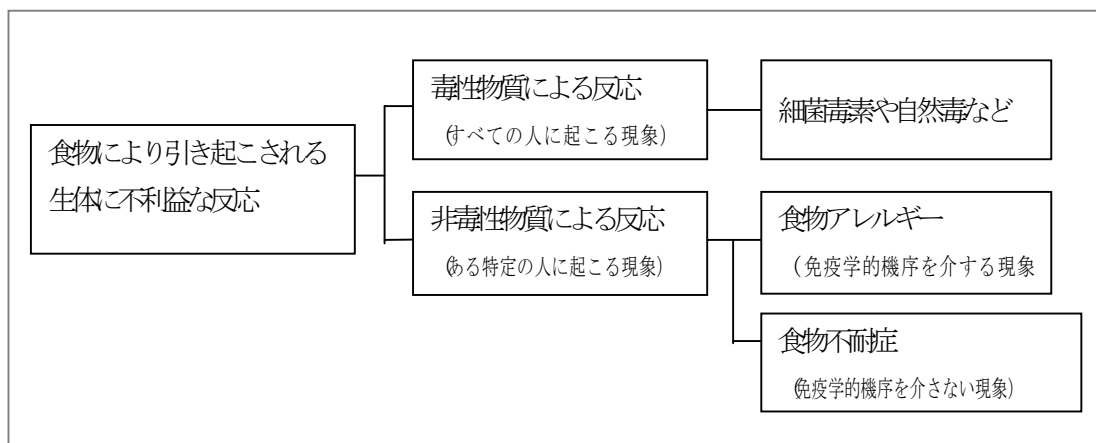 食物により引き起こされる
生体に不利益な反応
毒性物質による反応
(すべての人に起こる現象)
細菌毒素や自然毒など
非毒性物質による反応
(ある特定の人に起こる現象)
食物アレルギー
(免疫学的機序を介する現象
食物不耐症
(免疫学的機序を介さない現象)